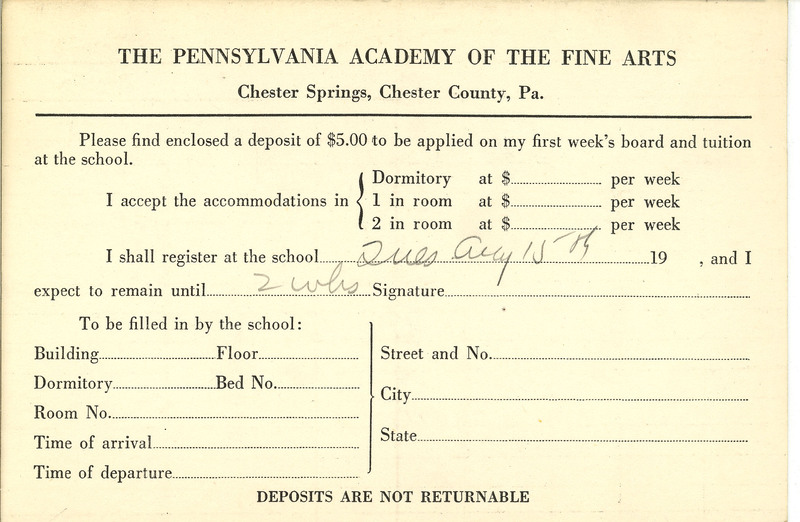 THE PENNSYLVANIA ACADEMY OF THE FINE ARTS
Chester Springs, Chester County, Pa.
Please find enclosed a deposit of $5.00 to be applied on my first week's board and tuition
at the school.
I accept the accommodations in
Dormitory at $ per week
1 in room at $ per week
2 in room at $ per week
I shall register at the school Tues Aug 15th 19 , and I
expect to remain until 2 whs Signature
To be filled in by the school:
Building Floor
Dormitory Bed No.
Room No.
Time of arrival
Time of departure
Street and No.
City
State
DEPOSITS ARE NOT RETURNABLE